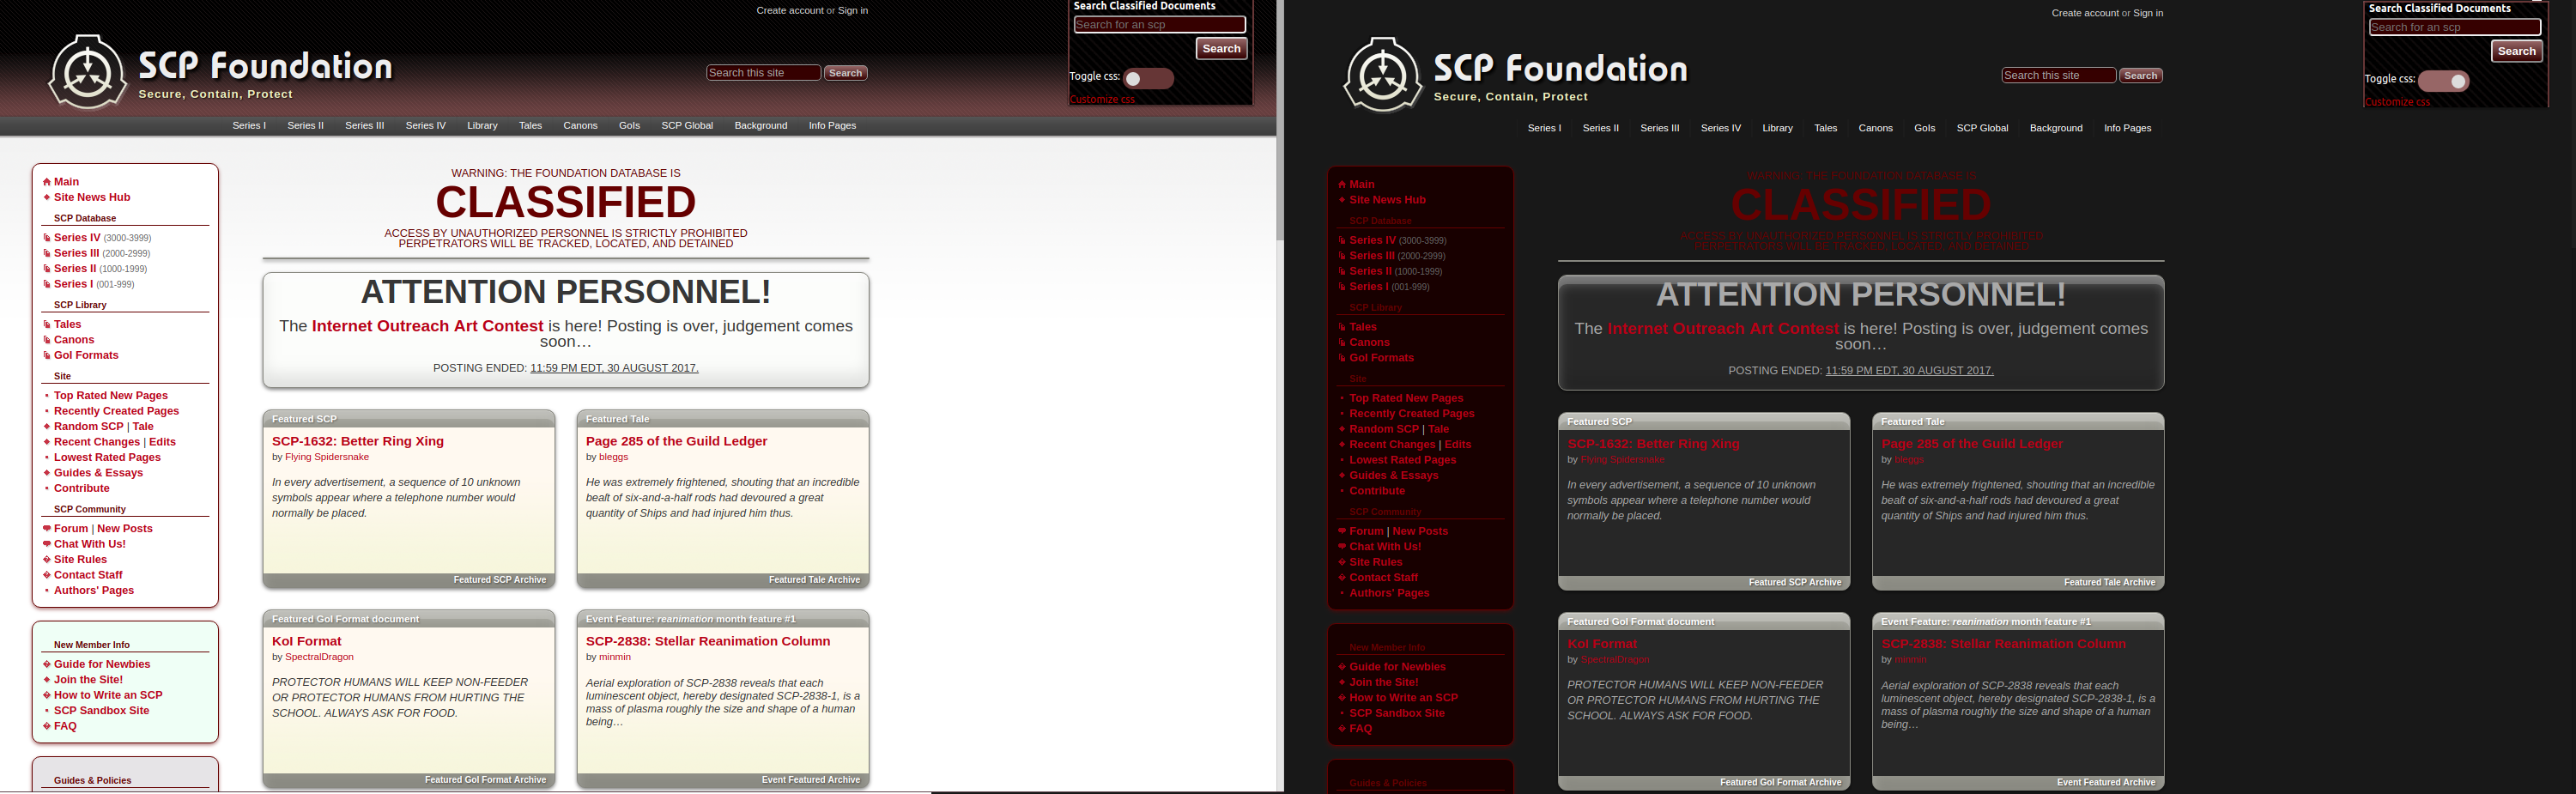 Create account or Sign in
Search Classified Documents
Search for an scp
Search
Toggle css:
Customize css
SCP Foundation
Secure, Contain, Protect
Search this site
Search
Series I Series II Series III Series IV Library Tales Canons GoIs SCP Global Background Info Pages
Main
Site News Hub
SCP Database
Series IV (3000-3999)
Series III (2000-2999)
Series II (1000-1999)
Series I (001-999)
SCP Library
Tales
Canons
GoI Formats
Site
Top Rated New Pages
Recently Created Pages
Random SCP | Tale
Recent Changes | Edits
Lowest Rated Pages
Guides & Essays
Contribute
SCP Community
Forum | New Posts
Chat With Us!
Site Rules
Contact Staff
Authors' Pages
New Member Info
Guide for Newbies
Join the Site!
How to Write an SCP
SCP Sandbox Site
FAQ
Guides & Policies
WARNING: THE FOUNDATION DATABASE IS
CLASSIFIED
ACCESS BY UNAUTHORIZED PERSONNEL IS STRICTLY PROHIBITED
PERPETRATORS WILL BE TRACKED, LOCATED, AND DETAINED
ATTENTION PERSONNEL!
The Internet Outreach Art Contest is here! Posting is over, judgement comes
soon…
POSTING ENDED: 11:59 PM EDT, 30 AUGUST 2017.
Featured SCP
SCP-1632: Better Ring Xing
by Flying Spidersnake
In every advertisement, a sequence of 10 unknown
symbols appear where a telephone number would
normally be placed.
Featured SCP Archive
Featured Tale
Page 285 of the Guild Ledger
by bleggs
He was extremely frightened, shouting that an incredible
bealt of six-and-a-half rods had devoured a great
quantity of Ships and had injured him thus.
Featured Tale Archive
Featured GoI Format document
KoI Format
by SpectralDragon
PROTECTOR HUMANS WILL KEEP NON-FEEDER
OR PROTECTOR HUMANS FROM HURTING THE
SCHOOL. ALWAYS ASK FOR FOOD.
Featured GoI Format Archive
Event Feature: reanimation month feature #1
SCP-2838: Stellar Reanimation Column
by minmin
Aerial exploration of SCP-2838 reveals that each
luminescent object, hereby designated SCP-2838-1, is a
mass of plasma roughly the size and shape of a human
being…
Event Featured Archive
Create account or Sign in
Search Classified Documents
Search for an scp
Search
Toggle css:
Customize css
SCP Foundation
Secure, Contain, Protect
Search this site
Search
Series I Series II Series III Series IV Library Tales Canons GoIs SCP Global Background Info Pages
Main
Site News Hub
SCP Database
Series IV (3000-3999)
Series III (2000-2999)
Series II (1000-1999)
Series I (001-999)
SCP Library
Tales
Canons
GoI Formats
Site
Top Rated New Pages
Recently Created Pages
Random SCP | Tale
Recent Changes | Edits
Lowest Rated Pages
Guides & Essays
Contribute
SCP Community
Forum | New Posts
Chat With Us!
Site Rules
Contact Staff
Authors' Pages
New Member Info
Guide for Newbies
Join the Site!
How to Write an SCP
SCP Sandbox Site
FAQ
Guides & Policies
WARNING: THE FOUNDATION DATABASE IS
CLASSIFIED
ACCESS BY UNAUTHORIZED PERSONNEL IS STRICTLY PROHIBITED
PERPETRATORS WILL BE TRACKED, LOCATED, AND DETAINED
ATTENTION PERSONNEL!
The Internet Outreach Art Contest is here! Posting is over, judgement comes
soon…
POSTING ENDED: 11:59 PM EDT, 30 AUGUST 2017.
Featured SCP
SCP-1632: Better Ring Xing
by Flying Spidersnake
In every advertisement, a sequence of 10 unknown
symbols appear where a telephone number would
normally be placed.
Featured SCP Archive
Featured Tale
Page 285 of the Guild Ledger
by bleggs
He was extremely frightened, shouting that an incredible
bealt of six-and-a-half rods had devoured a great
quantity of Ships and had injured him thus.
Featured Tale Archive
Featured GoI Format document
KoI Format
by SpectralDragon
PROTECTOR HUMANS WILL KEEP NON-FEEDER
OR PROTECTOR HUMANS FROM HURTING THE
SCHOOL. ALWAYS ASK FOR FOOD.
Featured GoI Format Archive
Event Feature: reanimation month feature #1
SCP-2838: Stellar Reanimation Column
by minmin
Aerial exploration of SCP-2838 reveals that each
luminescent object, hereby designated SCP-2838-1, is a
mass of plasma roughly the size and shape of a human
being…
Event Featured Archive